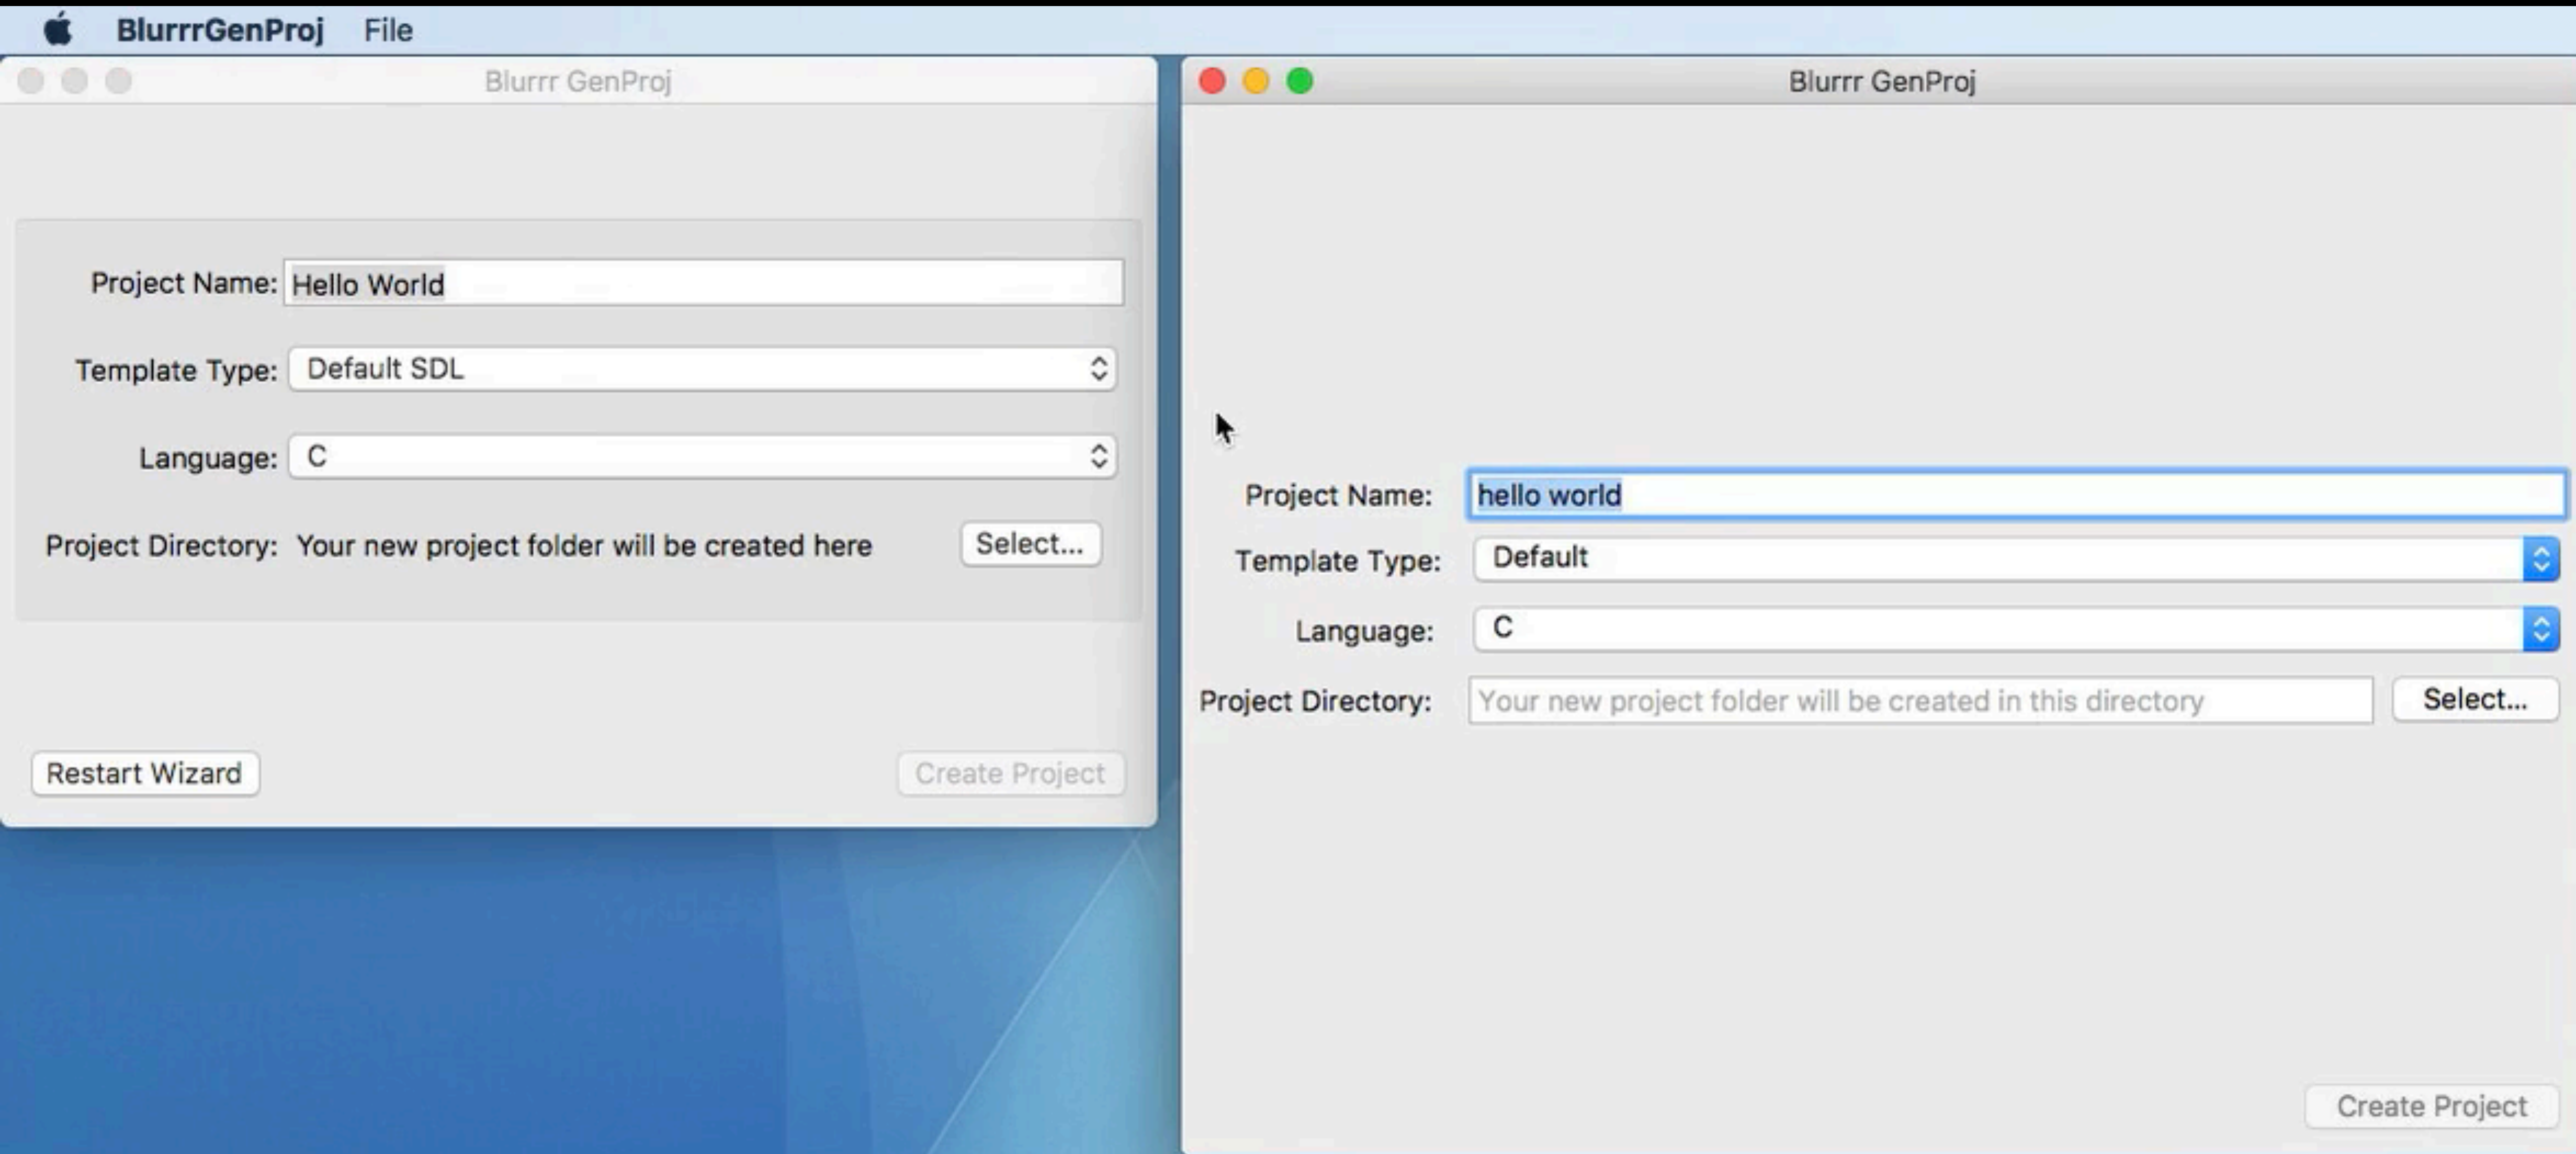 BlurrrGenProj File
Blurrr GenProj
Project Name: Hello World
Template Type: Default SDL
Language: C
Project Directory: Your new project folder will be created here Select...
Restart Wizard Create Project
Blurrr GenProj
Project Name: hello world
Template Type: Default
Language: C
Project Directory: Your new project folder will be created in this directory Select...
Create Project